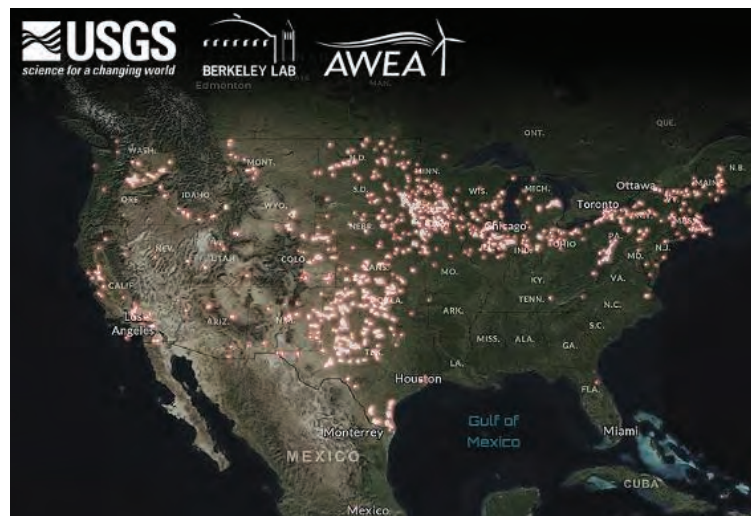 USGS
science for a changing world
BERKELEY LAB
AWEA
Edmonton
ONT.
QUE.
WASH.
MONT.
N.D.
MINN.
N.B.
MAIN
Ottawa
ORE
IDAHO
S.D.
WIS.
MICH.
Toronto
WYO.
NEBR
Chicago
NEV.
UTAH
COLO
IND.
OHIO
PA.
N.J.
MD.
CALIF
KANS.
MO.
KY.
VA.
Los
Angeles
ARIZ.
OKLA.
ARK.
TENN.
N.C.
TEX.
MISS.
ALA.
GA.
S.C.
LA.
Houston
FLA.
Gulf of
Mexico
Miami
Monterrey
MEXICO
CUBA
Mexico